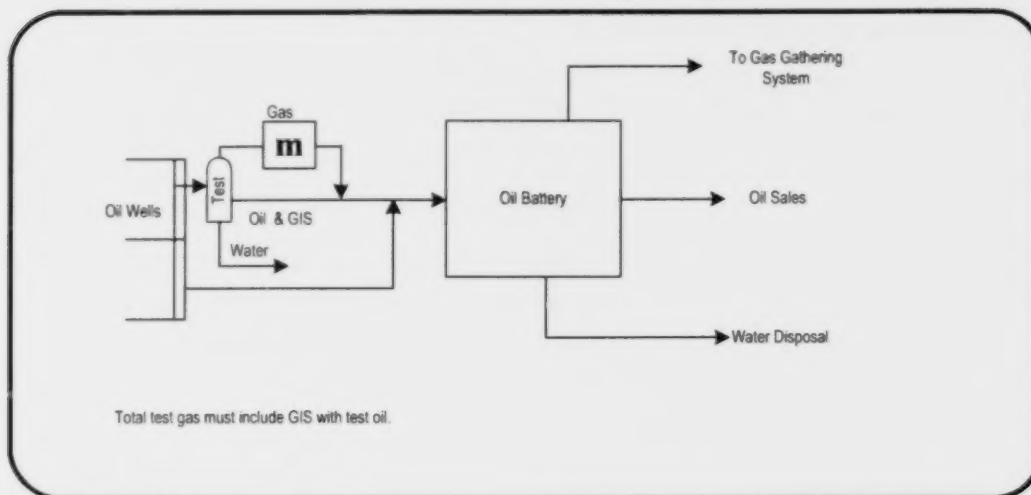 To Gas Gathering
System
Gas
m
Test
Oil Wells
Oil & GIS
Oil Battery
Oil Sales
Water
Water Disposal
Total test gas must include GIS with test oil.